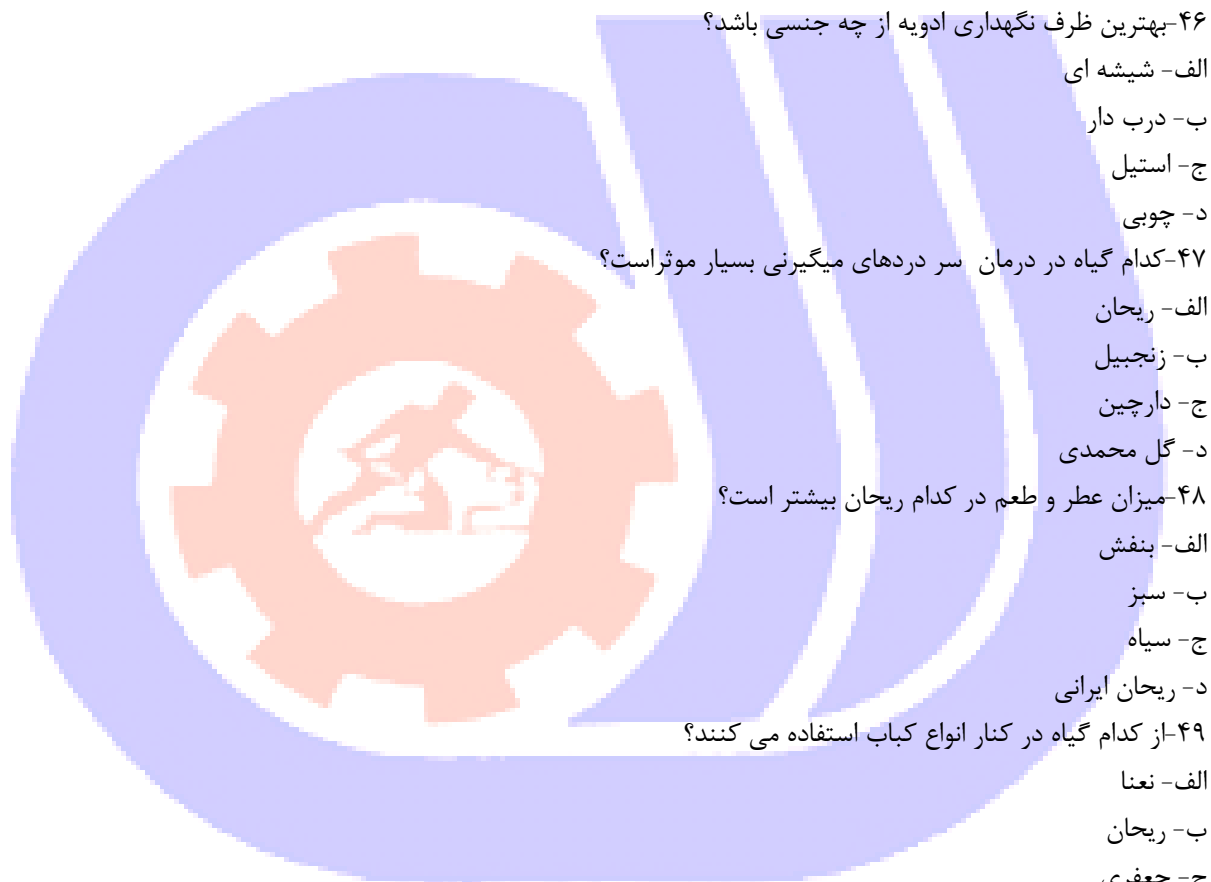 ۴۶-بهترین ظرف نگهداری ادویه از چه جنسی باشد؟
الف- شیشه ای
ب- درب دار
ج- استیل
د- چوبی
۴۷-کدام گیاه در درمان سر دردهای میگیرنی بسیار موثراست؟
الف- ریحان
ب- زنجبیل
ج- دارچین
د- گل محمدی
۴۸-میزان عطر و طعم در کدام ریحان بیشتر است؟
الف- بنفش
ب- سبز
ج- سیاه
د- ریحان ایرانی
۴۹-از کدام گیاه در کنار انواع کباب استفاده می کنند؟
الف- نعنا
ب- ریحان
ج- جعفری